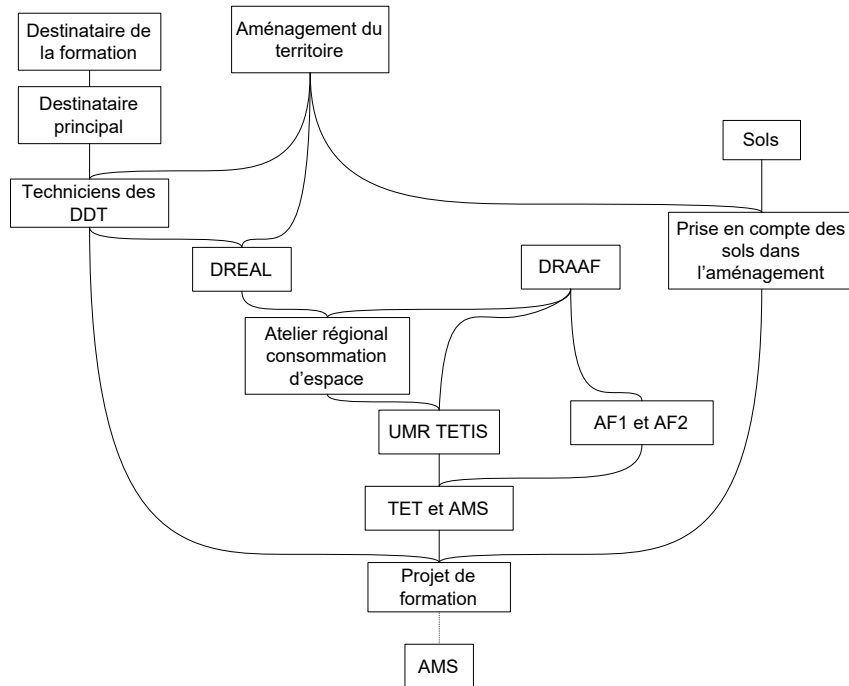 Destinataire de
la formation
Aménagement du
territoire
Destinataire
principal
Sols
Techniciens des
DDT
Prise en compte des
sols dans
l’aménagement
DREAL
DRAAF
Atelier régional
consommation
d’espace
UMR TETIS
AF1 et AF2
TET et AMS
Projet de
formation
AMS